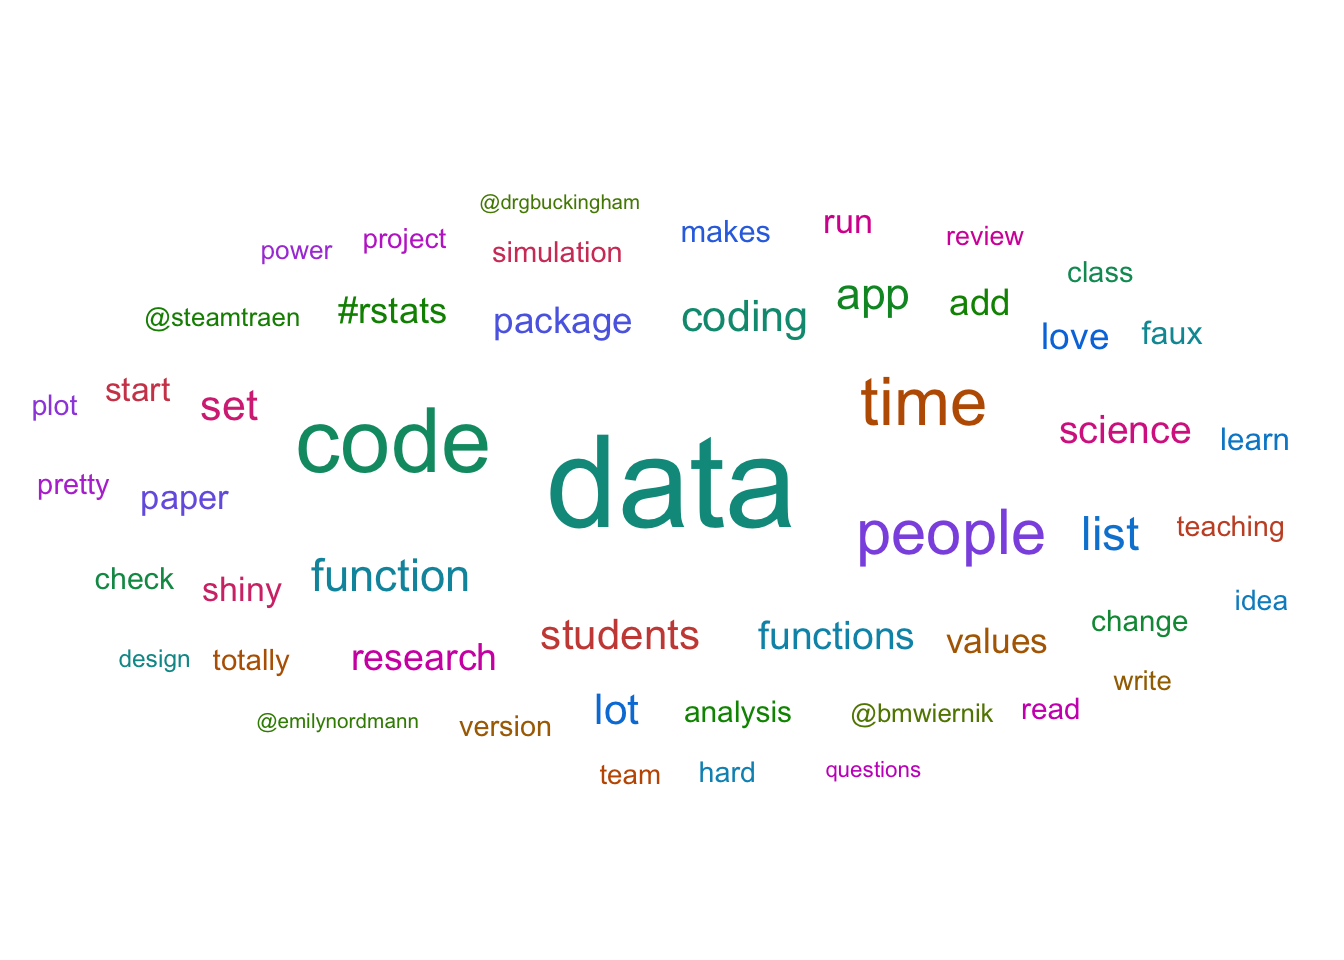 @drgbuckingham
power project simulation makes run review
class
@steamtraen #rstats package coding app add
love faux
plot start set code data time science learn
pretty paper people list teaching
check shiny function idea
design totally research students functions values change
write
@emilynordmann version lot analysis @bmwiernik read
team hard questions